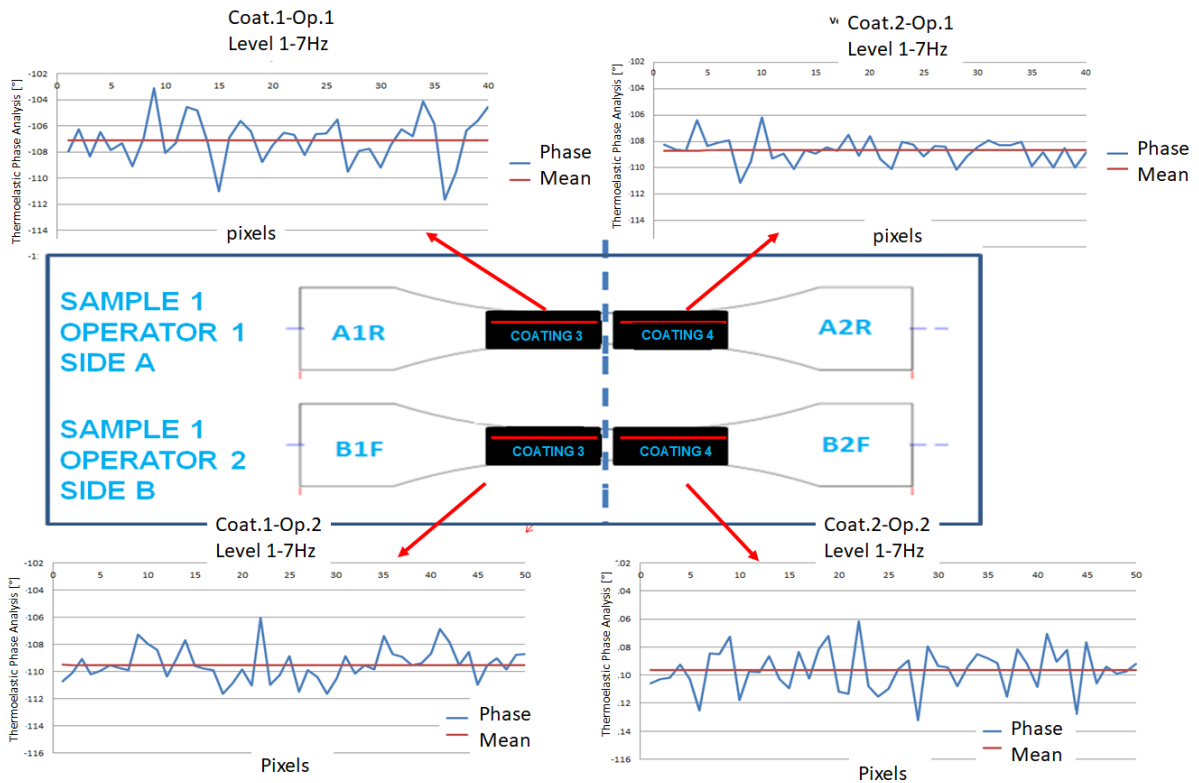 Coat.1-Op.1
Level 1-7Hz
Thermoelastic Phase Analysis [°]
-102
0 5 10 15 20 25 30 35 40
-104
-106
-108
-110
-112
-114
Phase
Mean
pixels
Coat.2-Op.1
Level 1-7Hz
Thermoelastic Phase Analysis [°]
-102
0 5 10 15 20 25 30 35 40
-104
-106
-108
-110
-112
-114
Phase
Mean
pixels
SAMPLE 1
OPERATOR 1
SIDE A
A1R
COATING 3
COATING 4
A2R
SAMPLE 1
OPERATOR 2
SIDE B
B1F
COATING 3
COATING 4
B2F
Coat.1-Op.2
Level 1-7Hz
Thermoelastic Phase Analysis [°]
-102
0 5 10 15 20 25 30 35 40 45 50
-104
-106
-108
-110
-112
-114
-116
Phase
Mean
Pixels
Coat.2-Op.2
Level 1-7Hz
Thermoelastic Phase Analysis [°]
0 5 10 15 20 25 30 35 40 45 50
-116
Phase
Mean
Pixels